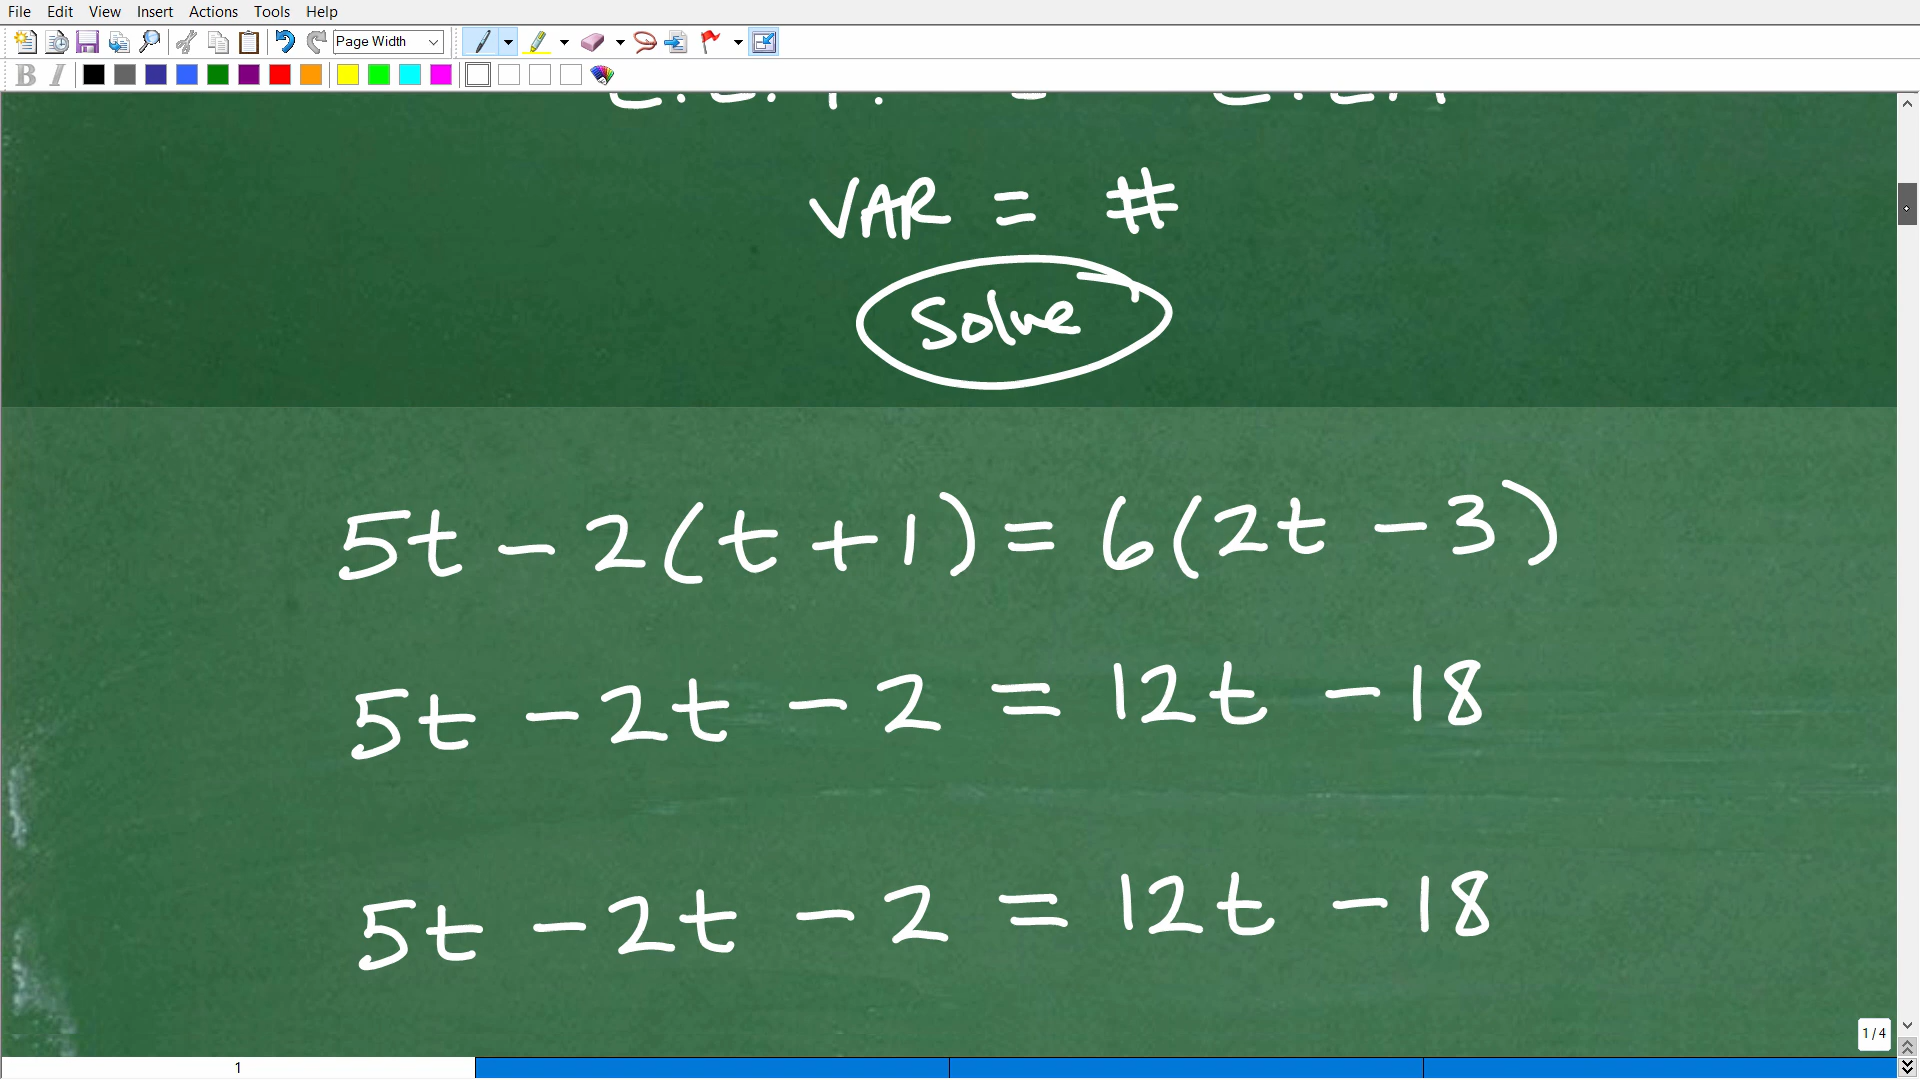 File Edit View Insert Actions Tools Help
Page Width
B I
VAR = #
Solve
5t - 2(t + 1) = 6(2t - 3)
5t - 2t - 2 = 12t - 18
5t - 2t - 2 = 12t - 18
1 / 4
1